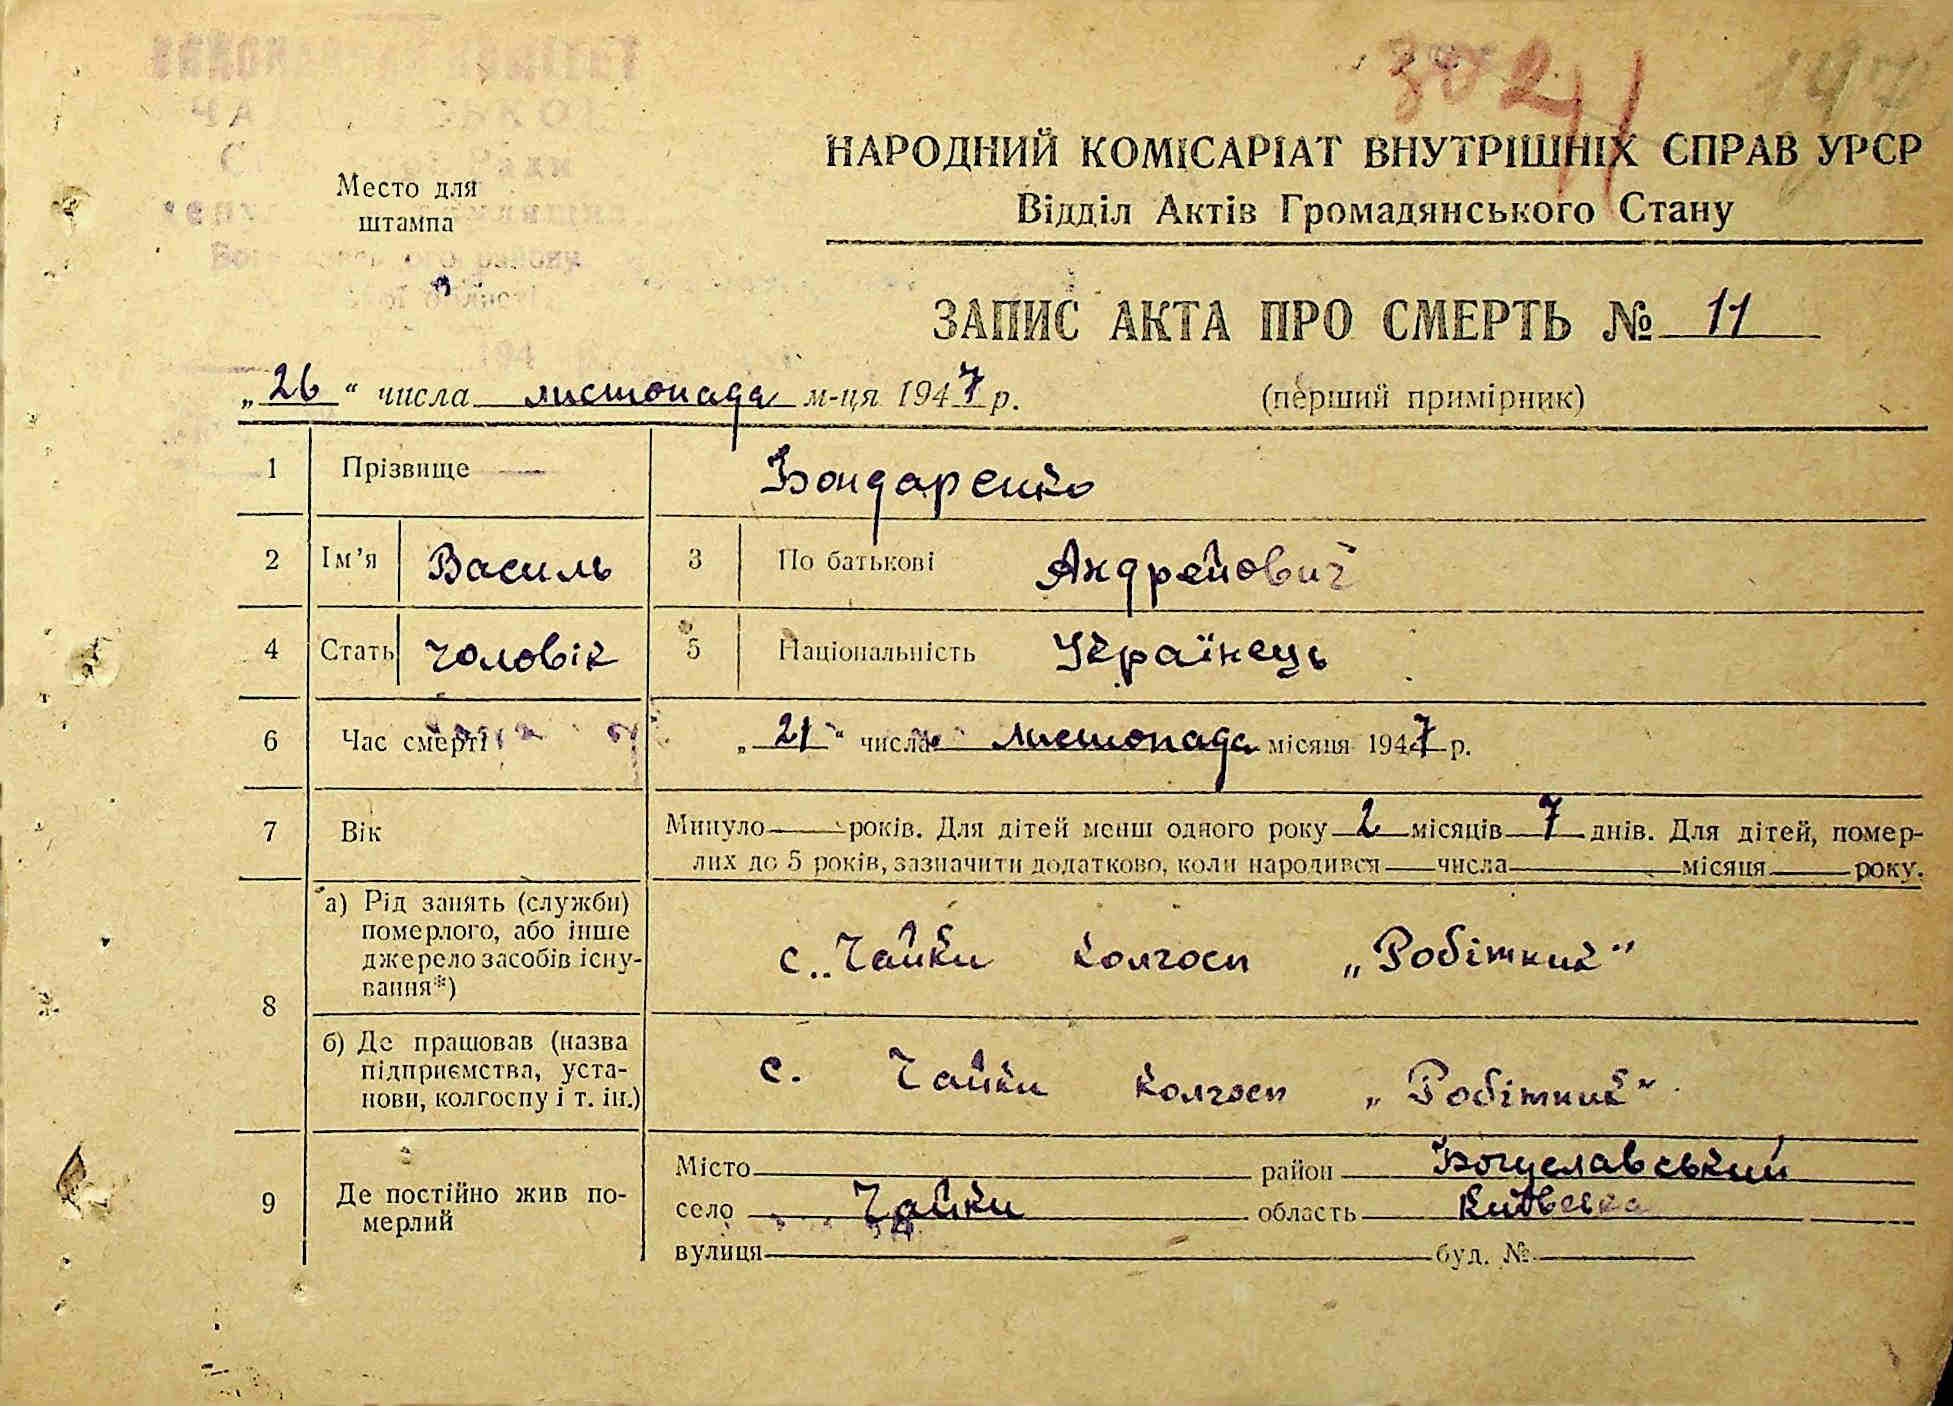 302
НАРОДНИЙ КОМІСАРІАТ ВНУТРІШНІХ СПРАВ УРСР
Відділ Актів Громадянського Стану
Место для
штампа
ЗАПИС АКТА ПРО СМЕРТЬ № 11
„26“ числа листопада м-ця 1947 р. (перший примірник)
1 Прізвище Бондаренко
2 Ім’я Василь 3 По батькові Андрейович
4 Стать чоловік 5 Національність Українець
6 Час смерті „21“ числа листопада місяця 1947 р.
7 Вік Минуло років. Для дітей менш одного року 2 місяців 7 днів. Для дітей, помер-
лих до 5 років, зазначити додатково, коли народився числа місяця року.
8 а) Рід занять (служби)
померлого, або інше
джерело засобів існу-
вання*)
с. Чайки колгосп „Робітник“
б) Де працював (назва
підприємства, уста-
нови, колгоспу і т. ін.)
с. Чайки колгосп „Робітник“
9 Де постійно жив по-
мерлий
Місто район Богуславський
село Чайки область Київська
вулиця буд. №